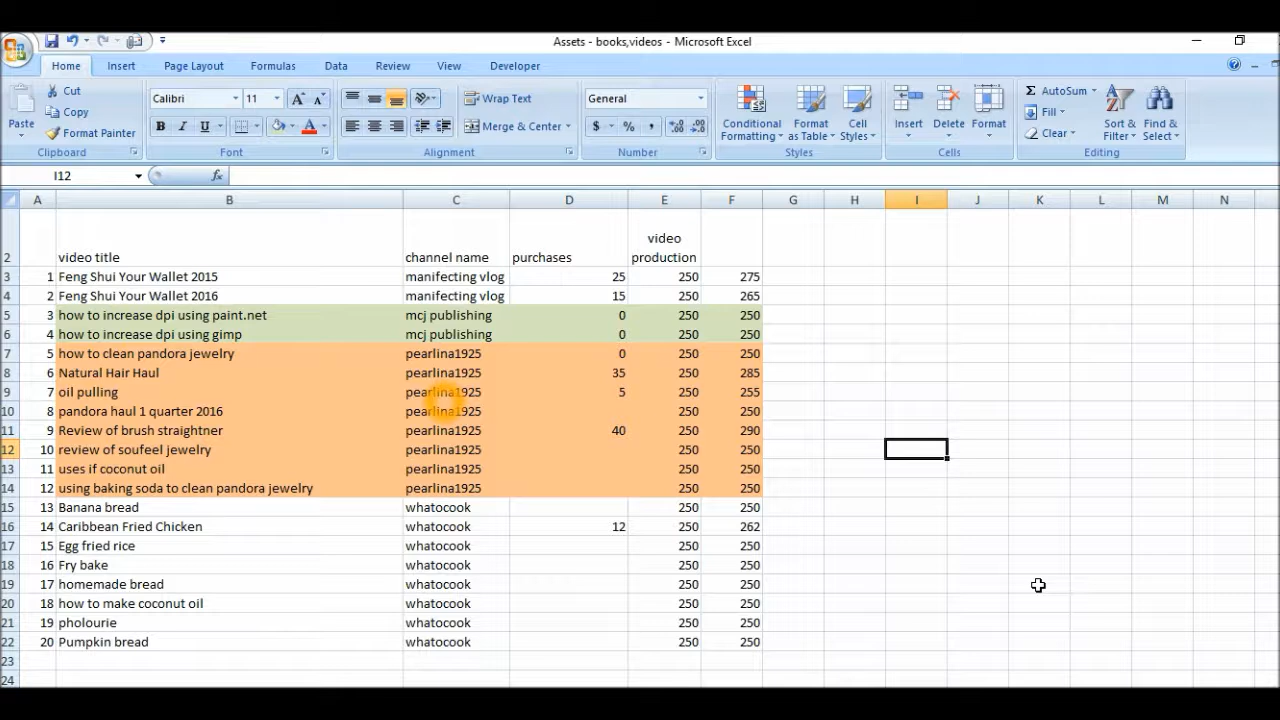 Assets - books,videos - Microsoft Excel
Home Insert Page Layout Formulas Data Review View Developer
Cut
Copy
Format Painter
Paste
Clipboard
Calibri 11
Font
Wrap Text
Merge & Center
Alignment
General
Number
Conditional Formatting
Format as Table
Cell Styles
Styles
Insert Delete Format
Cells
AutoSum
Fill
Clear
Sort & Filter
Find & Select
Editing
I12 fx
A B C D E F G H I J K L M N
video
2 video title channel name purchases production
3 1 Feng Shui Your Wallet 2015 manifecting vlog 25 250 275
4 2 Feng Shui Your Wallet 2016 manifecting vlog 15 250 265
5 3 how to increase dpi using paint.net mcj publishing 0 250 250
6 4 how to increase dpi using gimp mcj publishing 0 250 250
7 5 how to clean pandora jewelry pearlina1925 0 250 250
8 6 Natural Hair Haul pearlina1925 35 250 285
9 7 oil pulling pearlina1925 5 250 255
10 8 pandora haul 1 quarter 2016 pearlina1925 250 250
11 9 Review of brush straightner pearlina1925 40 250 290
12 10 review of soufeel jewelry pearlina1925 250 250
13 11 uses if coconut oil pearlina1925 250 250
14 12 using baking soda to clean pandora jewelry pearlina1925 250 250
15 13 Banana bread whatocook 250 250
16 14 Caribbean Fried Chicken whatocook 12 250 262
17 15 Egg fried rice whatocook 250 250
18 16 Fry bake whatocook 250 250
19 17 homemade bread whatocook 250 250
20 18 how to make coconut oil whatocook 250 250
21 19 pholourie whatocook 250 250
22 20 Pumpkin bread whatocook 250 250
23
24